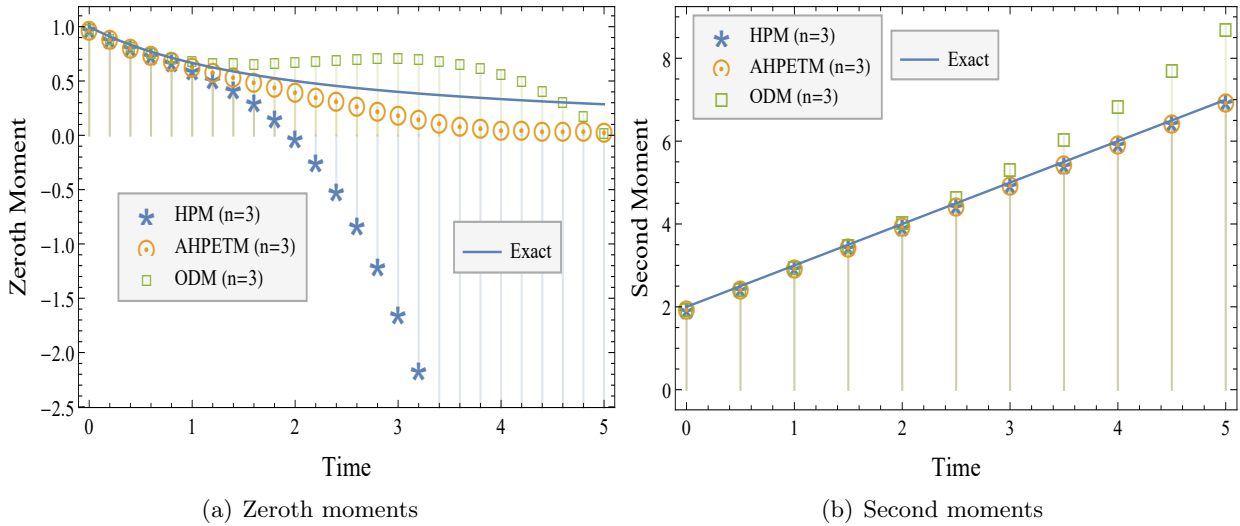 1.0
0.5
0.0
−0.5
−1.0
−1.5
−2.0
−2.5
Zeroth Moment
HPM (n=3)
AHPETM (n=3)
ODM (n=3)
Exact
0 1 2 3 4 5
Time
(a) Zeroth moments
8
6
4
2
0
Second Moment
HPM (n=3)
AHPETM (n=3)
ODM (n=3)
Exact
0 1 2 3 4 5
Time
(b) Second moments